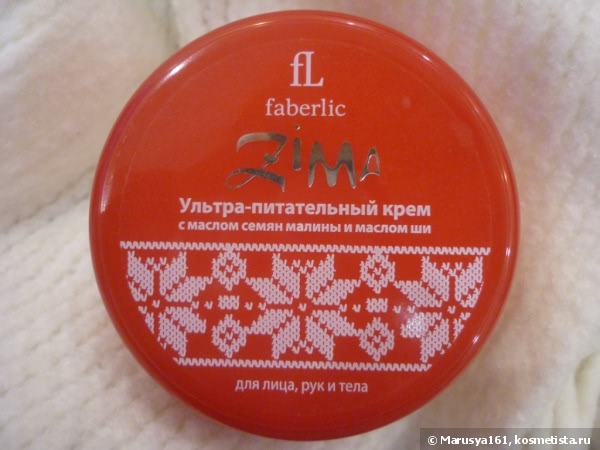 fL
faberlic
ZIMA
Ультра-питательный крем
с маслом семян малины и маслом ши
для лица, рук и тела
© Marusya161, kosmetista.ru